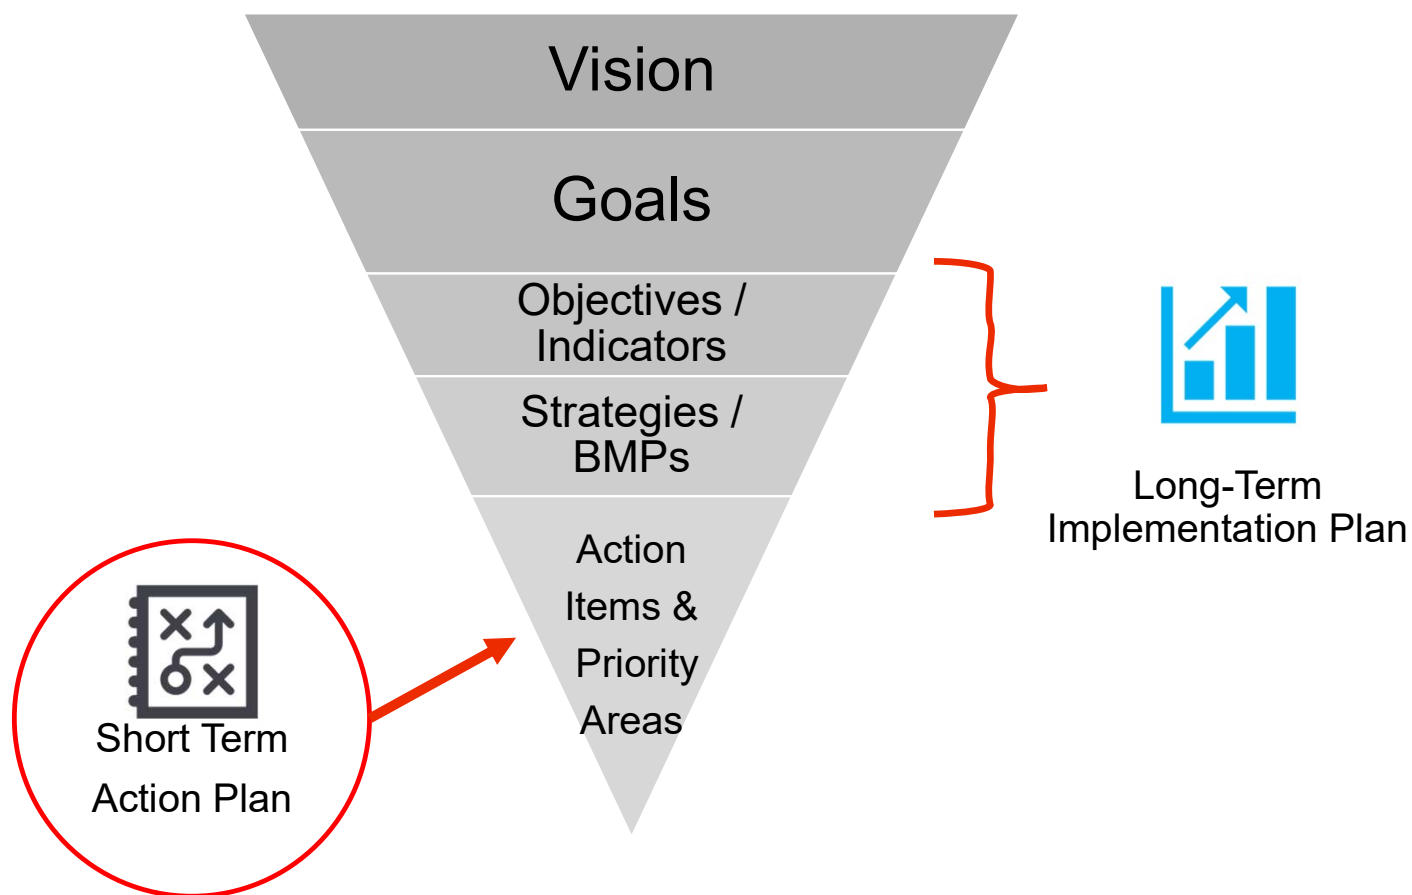 Vision
Goals
Objectives /
Indicators
Strategies /
BMPs
Action
Items &
Priority
Areas
Long-Term
Implementation Plan
Short Term
Action Plan